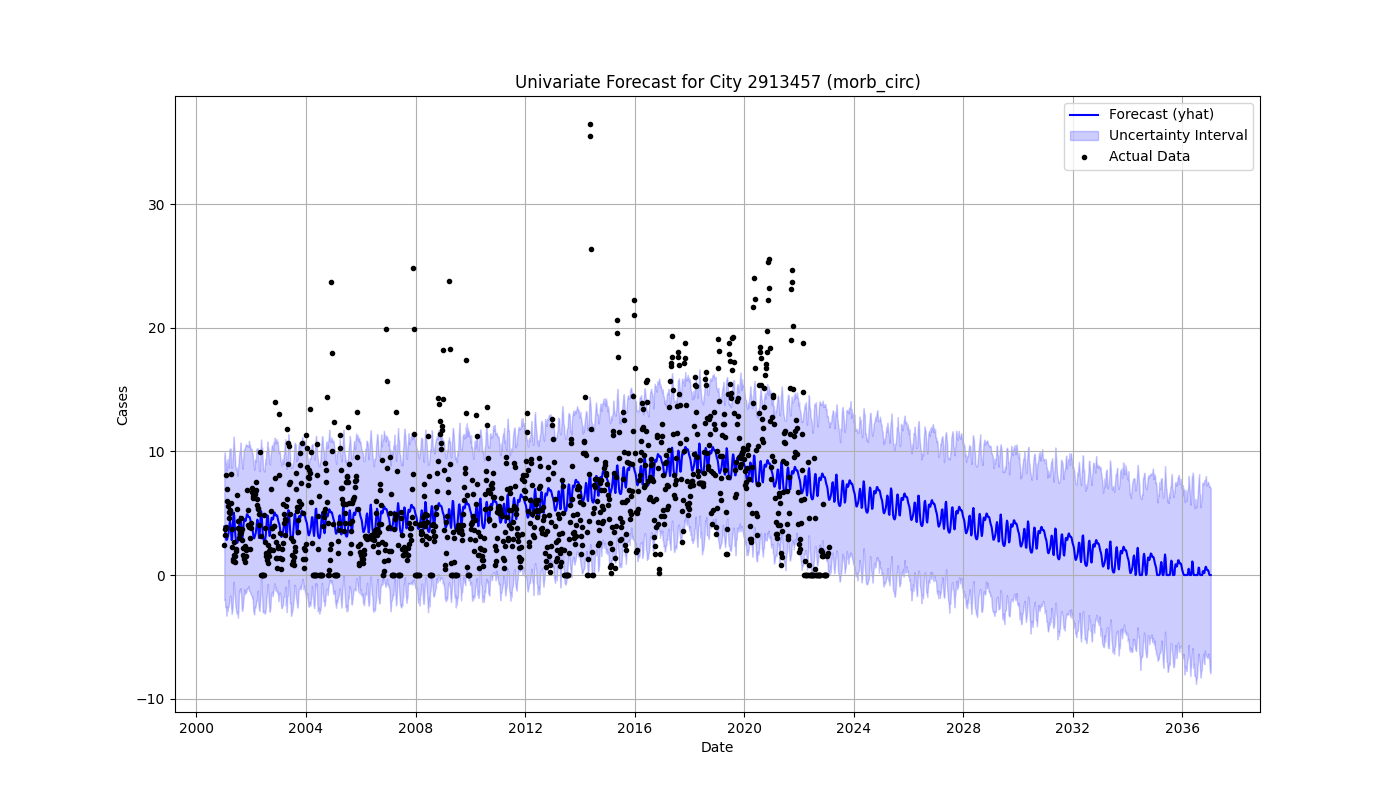 Univariate Forecast for City 2913457 (morb_circ)
Forecast (yhat)
Uncertainty Interval
Actual Data
Cases
30
20
10
0
−10
2000 2004 2008 2012 2016 2020 2024 2028 2032 2036
Date